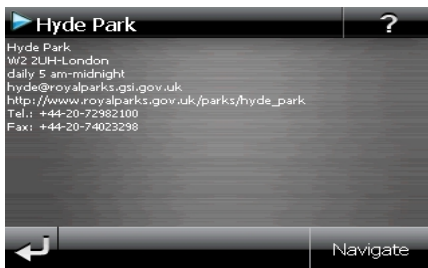 Hyde Park
?
Hyde Park
W2 2UH-London
daily 5 am-midnight
hyde@royalparks.gsi.gov.uk
http://www.royalparks.gov.uk/parks/hyde_park
Tel.: +44-20-72982100
Fax: +44-20-74023298
Navigate